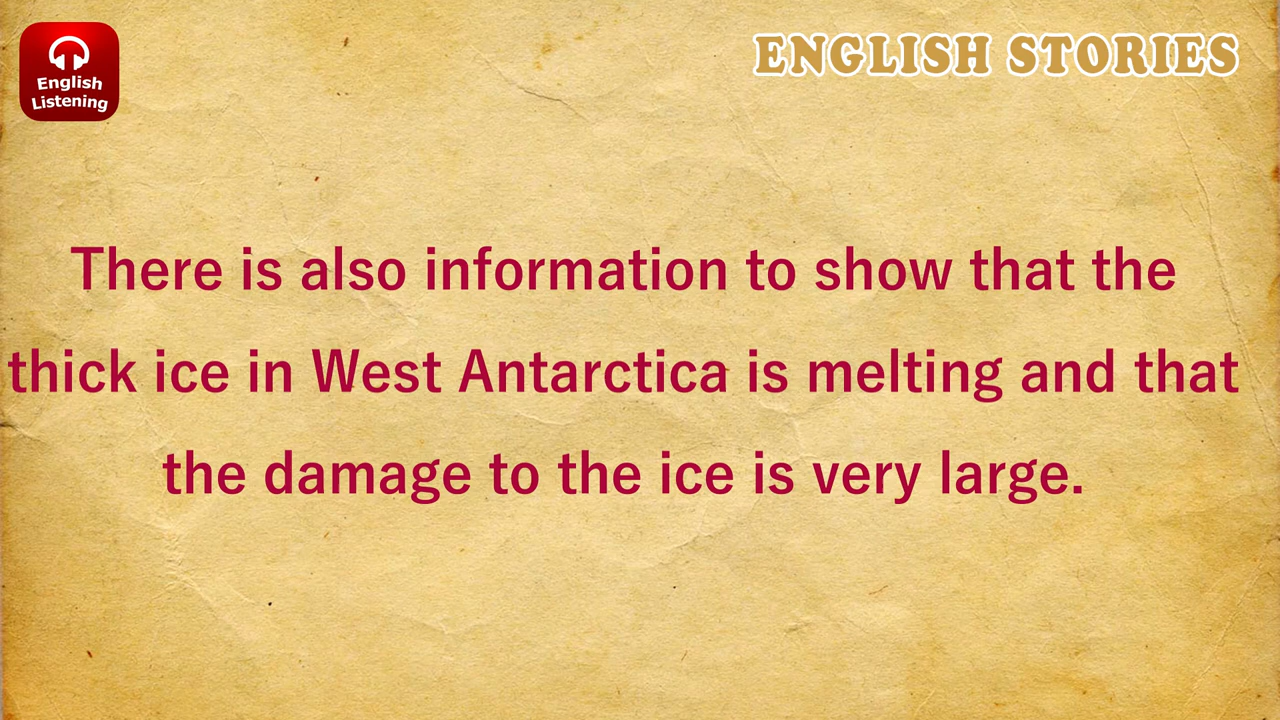 English
Listening
ENGLISH STORIES
There is also information to show that the
thick ice in West Antarctica is melting and that
the damage to the ice is very large.